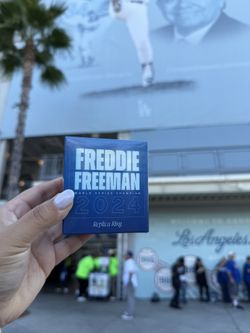 FREDDIE
FREEMAN
WORLD SERIES CHAMPION
2024
Replica Ring
Los Angeles